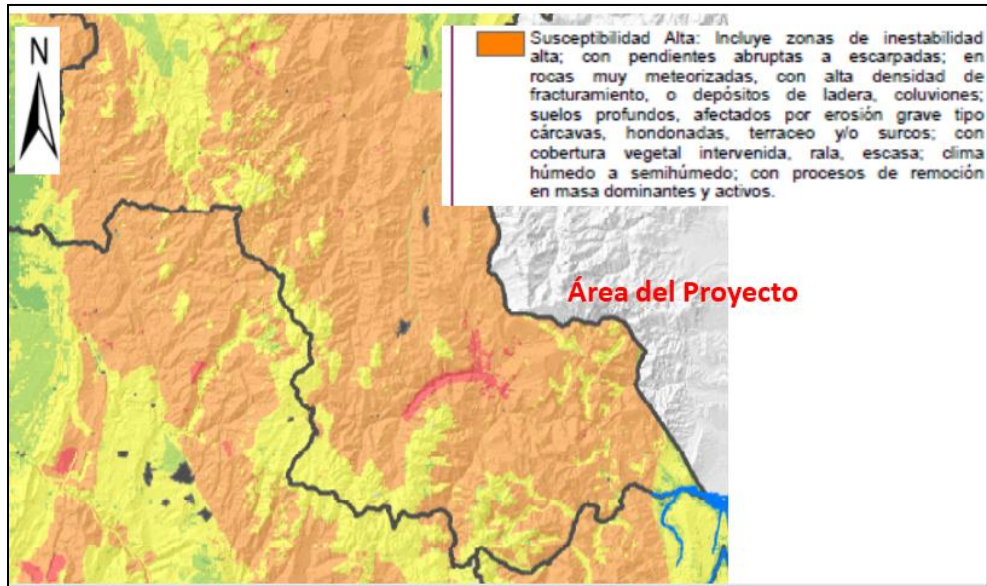 N
Susceptibilidad Alta: Incluye zonas de inestabilidad
alta; con pendientes abruptas a escarpadas; en
rocas muy meteorizadas, con alta densidad de
fracturamiento, o depósitos de ladera, coluviones;
suelos profundos, afectados por erosión grave tipo
cárcavas, hondonadas, terraceo y/o surcos; con
cobertura vegetal intervenida, rala, escasa; clima
húmedo a semihúmedo; con procesos de remoción
en masa dominantes y activos.
Área del Proyecto